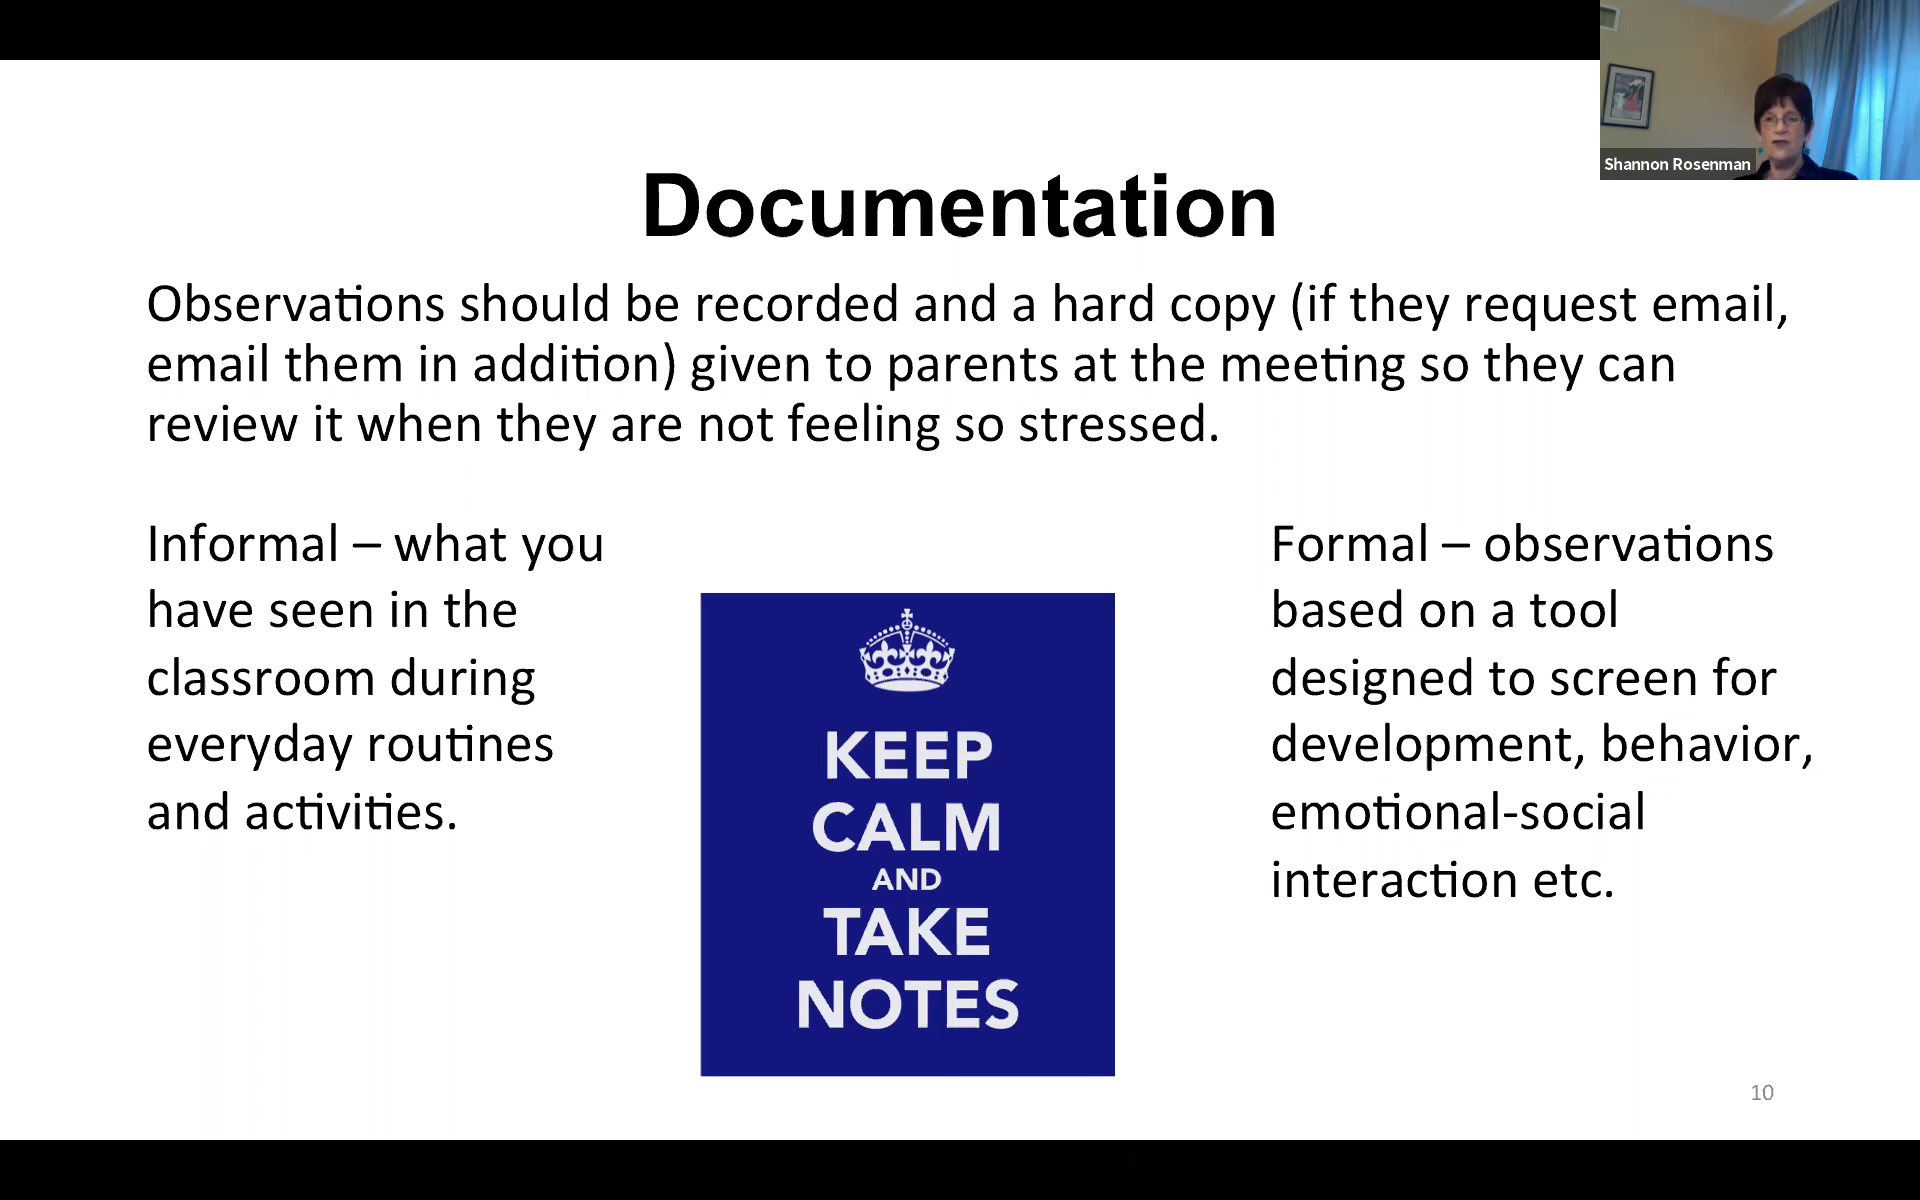 Shannon Rosenman
Documentation
Observations should be recorded and a hard copy (if they request email,
email them in addition) given to parents at the meeting so they can
review it when they are not feeling so stressed.
Informal – what you
have seen in the
classroom during
everyday routines
and activities.
KEEP
CALM
AND
TAKE
NOTES
Formal – observations
based on a tool
designed to screen for
development, behavior,
emotional-social
interaction etc.
10